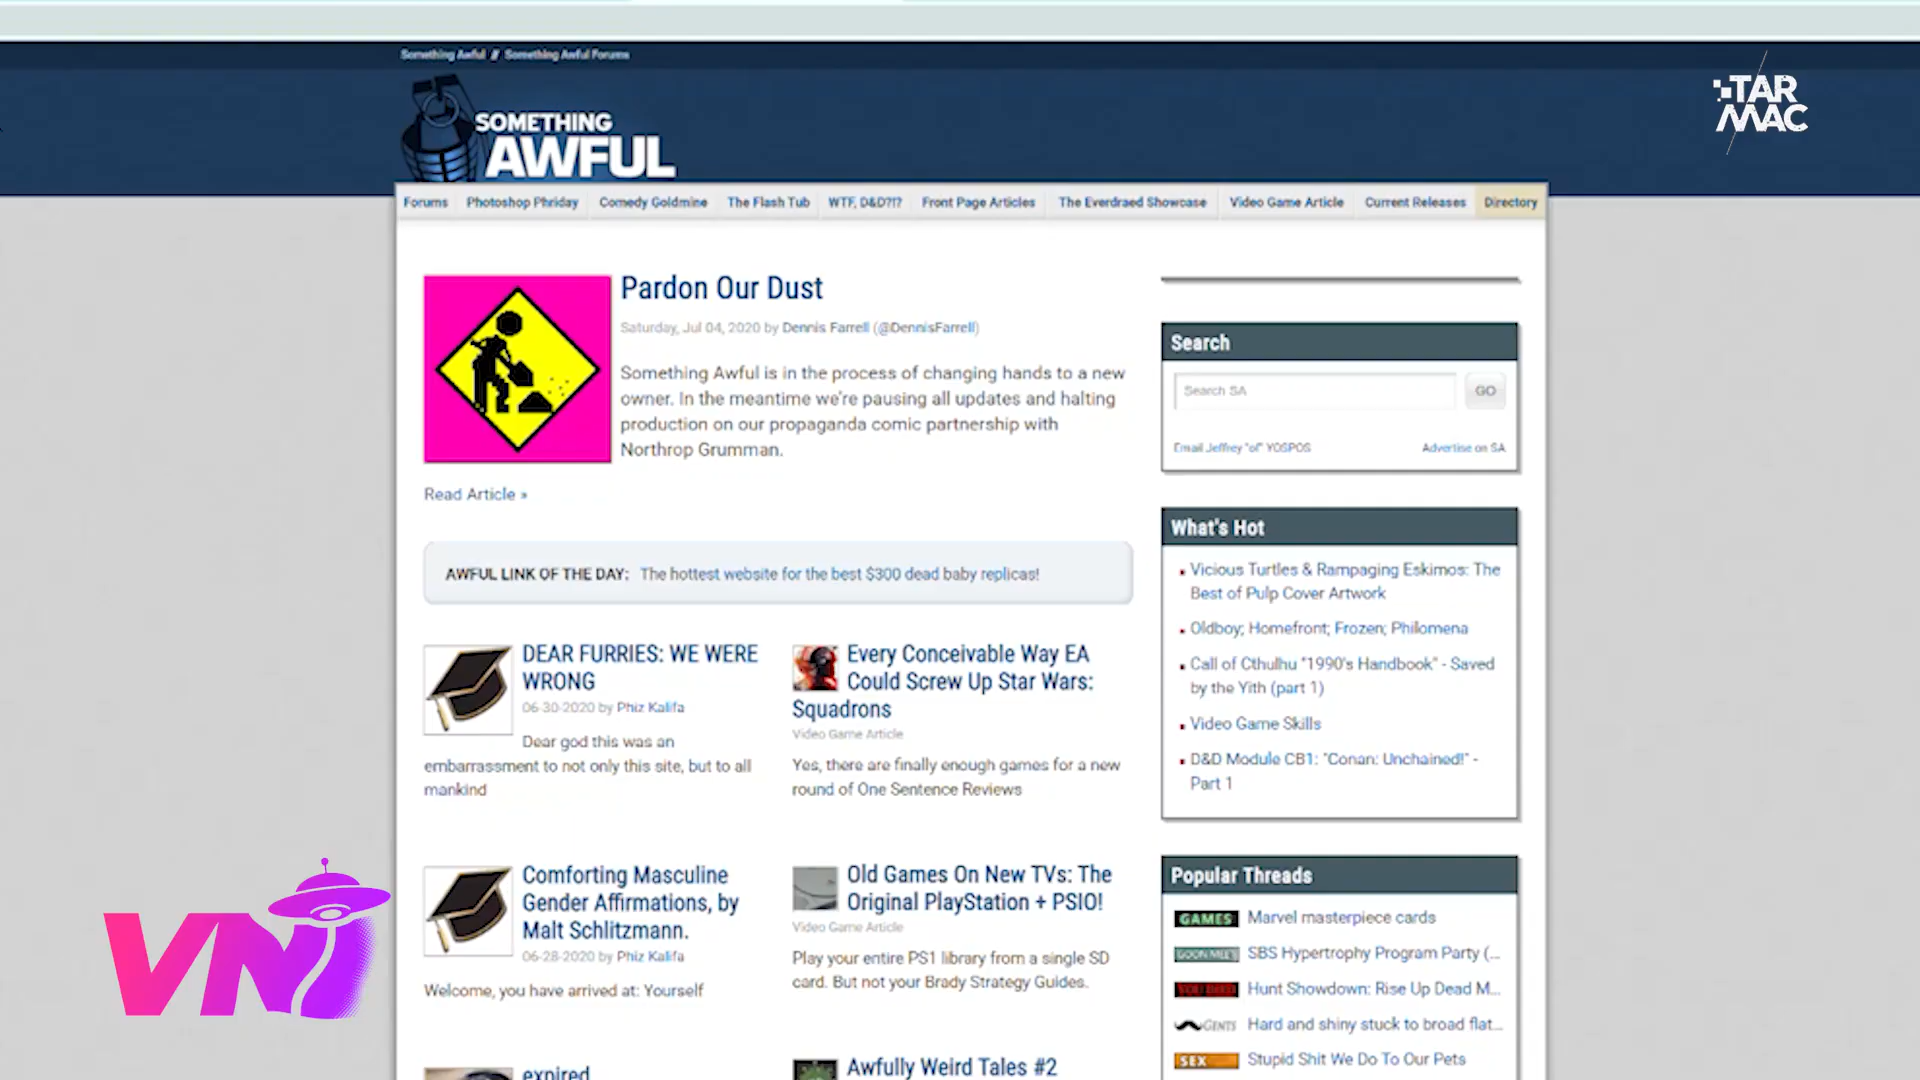 Something Awful // Something Awful Forums
TAR
MAC
SOMETHING
AWFUL
Forums Photoshop Phriday Comedy Goldmine The Flash Tub WTF, D&D?!? Front Page Articles The Everdraed Showcase Video Game Article Current Releases Directory
Pardon Our Dust
Saturday, Jul 04, 2020 by Dennis Farrell (@DennisFarrell)
Something Awful is in the process of changing hands to a new
owner. In the meantime we're pausing all updates and halting
production on our propaganda comic partnership with
Northrop Grumman.
Read Article »
AWFUL LINK OF THE DAY: The hottest website for the best $300 dead baby replicas!
DEAR FURRIES: WE WERE
WRONG
06-30-2020 by Phiz Kalifa
Dear god this was an
embarrassment to not only this site, but to all
mankind
Every Conceivable Way EA
Could Screw Up Star Wars:
Squadrons
Video Game Article
Yes, there are finally enough games for a new
round of One Sentence Reviews
Comforting Masculine
Gender Affirmations, by
Malt Schlitzmann.
06-28-2020 by Phiz Kalifa
Welcome, you have arrived at: Yourself
Old Games On New TVs: The
Original PlayStation + PSIO!
Video Game Article
Play your entire PS1 library from a single SD
card. But not your Brady Strategy Guides.
expired
Awfully Weird Tales #2
Search
Search SA GO
Email Jeffrey "of" YOSPOS Advertise on SA
What's Hot
Vicious Turtles & Rampaging Eskimos: The
Best of Pulp Cover Artwork
Oldboy; Homefront; Frozen; Philomena
Call of Cthulhu "1990's Handbook" - Saved
by the Yith (part 1)
Video Game Skills
D&D Module CB1: "Conan: Unchained!" -
Part 1
Popular Threads
GAMES Marvel masterpiece cards
GOON MEET SBS Hypertrophy Program Party (...
Hunt Showdown: Rise Up Dead M...
GENTS Hard and shiny stuck to broad flat...
SEX Stupid Shit We Do To Our Pets
VNI